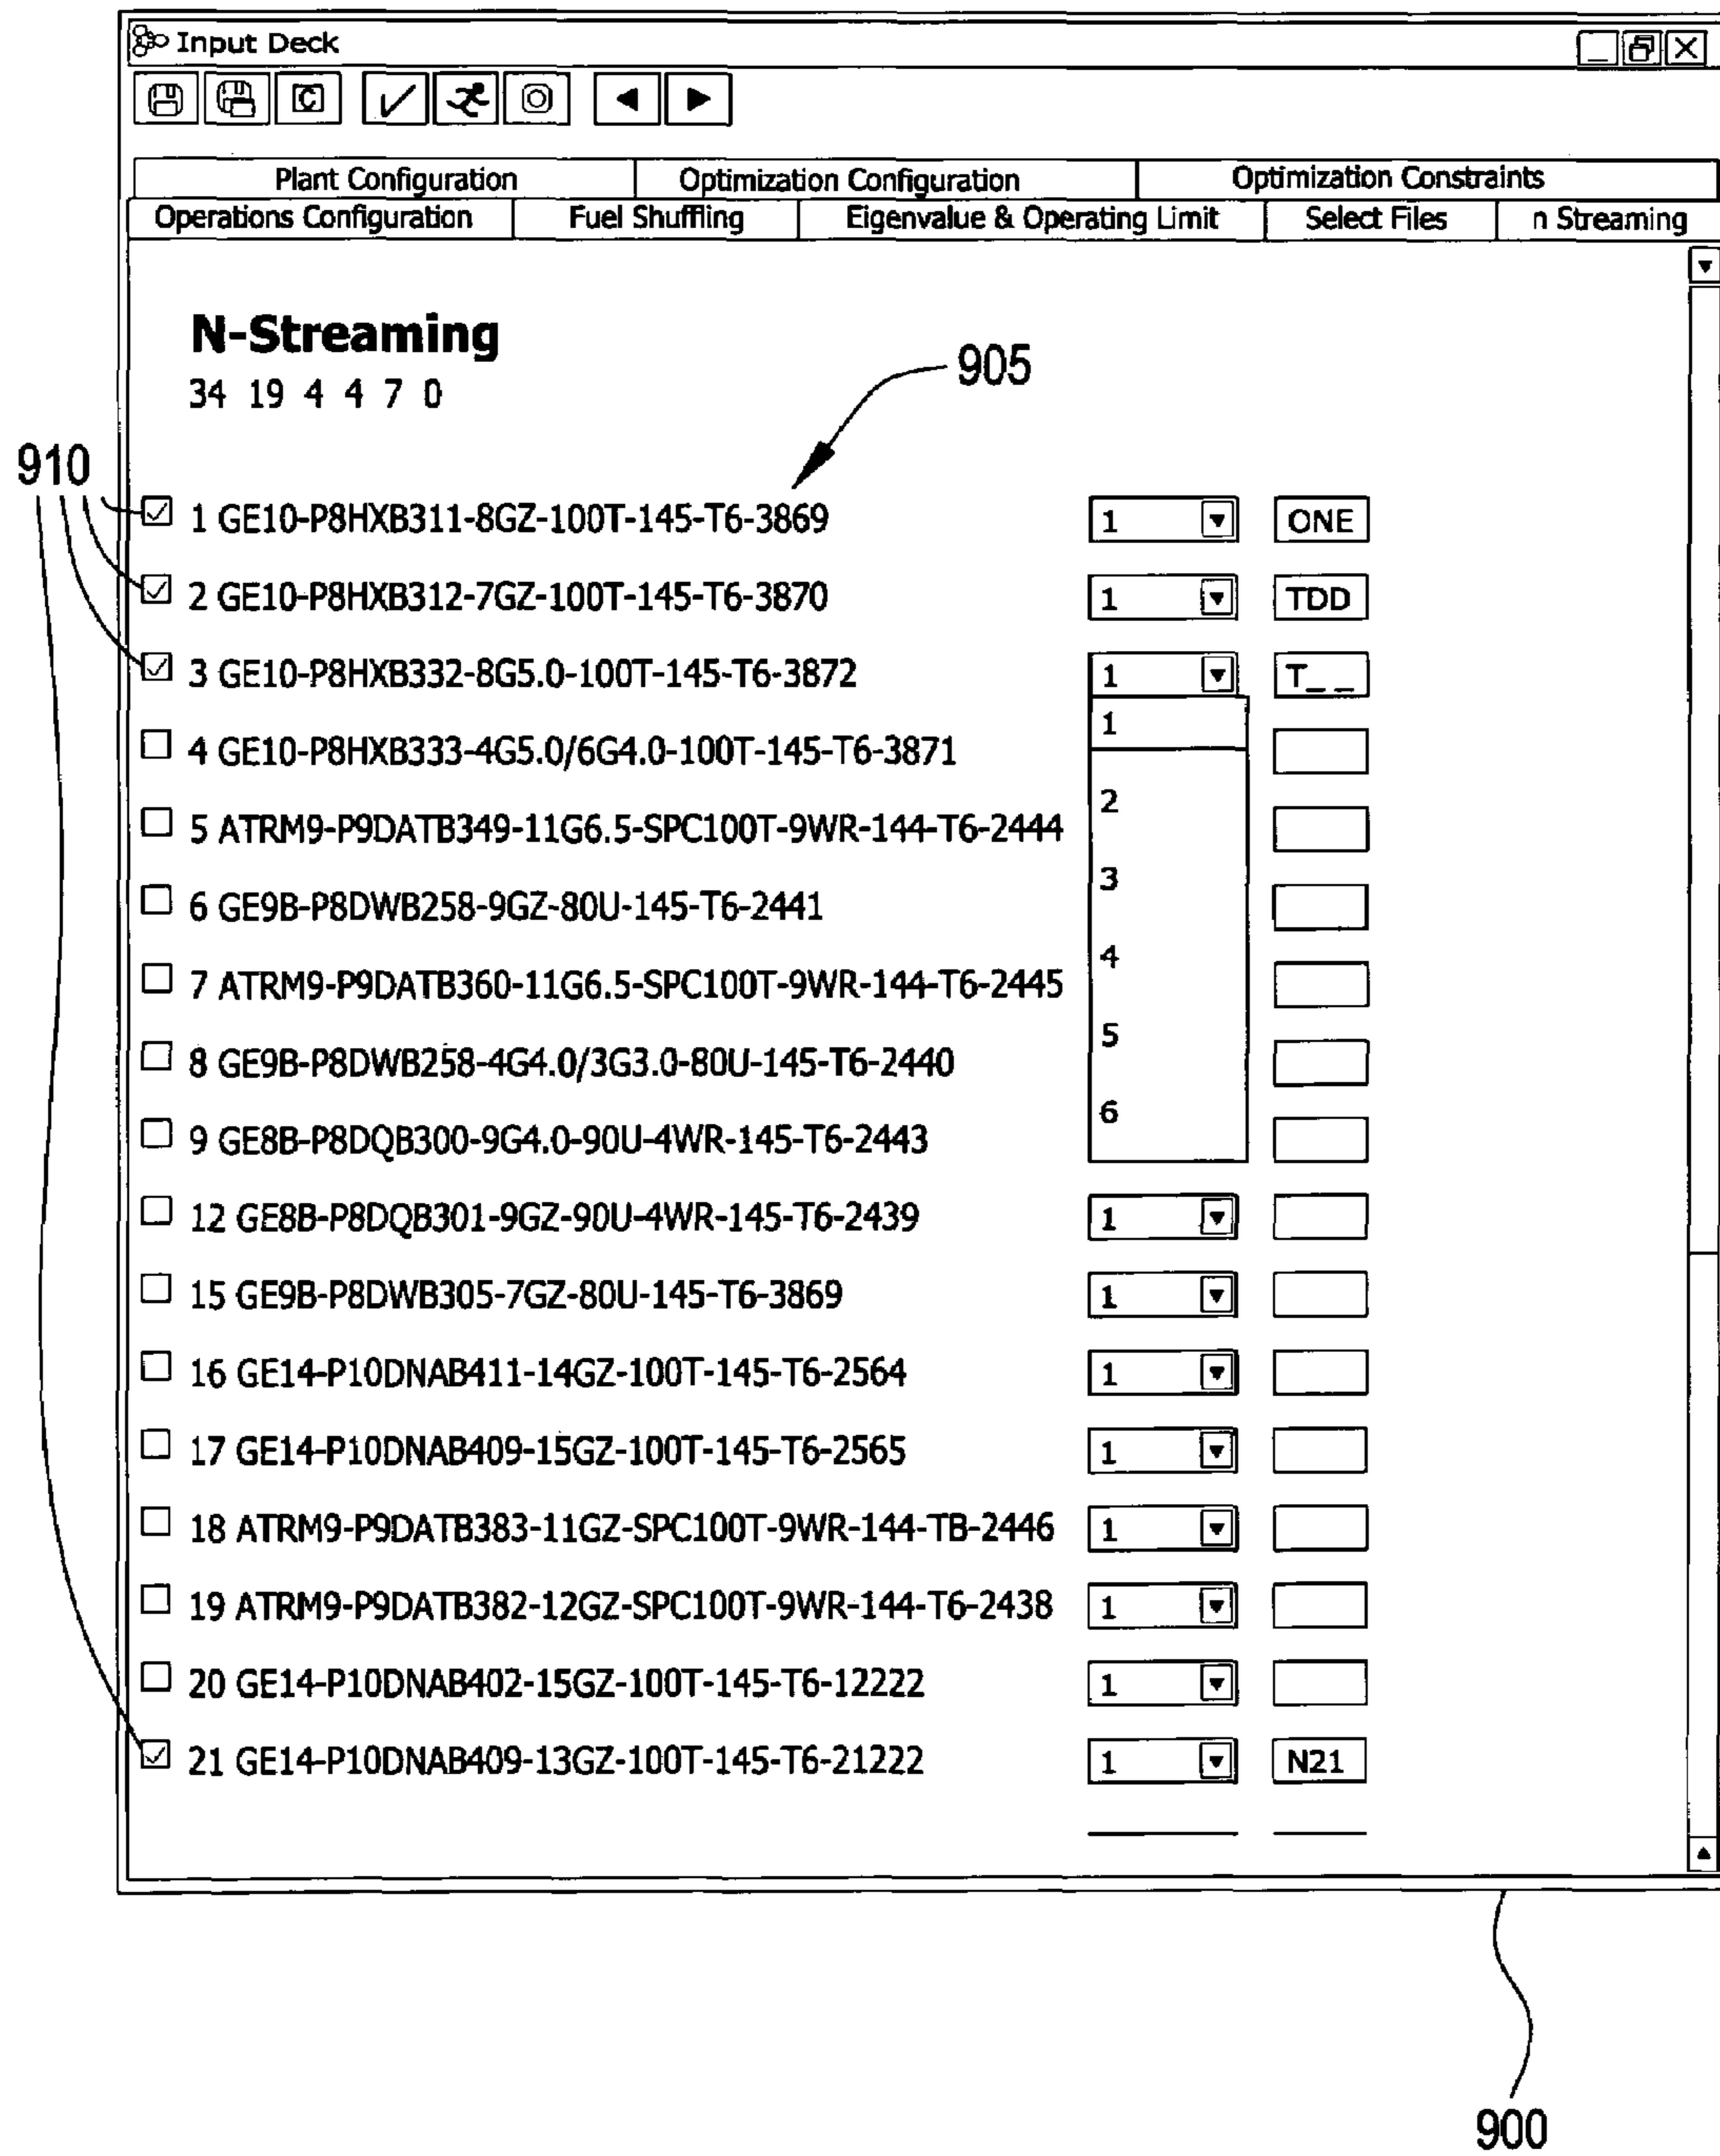 Input Deck
C
Plant Configuration Optimization Configuration Optimization Constraints
Operations Configuration Fuel Shuffling Eigenvalue & Operating Limit Select Files n Streaming
N-Streaming
34 19 4 4 7 0
905
910
1 GE10-P8HXB311-8GZ-100T-145-T6-3869 1 ONE
2 GE10-P8HXB312-7GZ-100T-145-T6-3870 1 TDD
3 GE10-P8HXB332-8G5.0-100T-145-T6-3872 1 T_ _
1
4 GE10-P8HXB333-4G5.0/6G4.0-100T-145-T6-3871
2
5 ATRM9-P9DATB349-11G6.5-SPC100T-9WR-144-T6-2444
3
6 GE9B-P8DWB258-9GZ-80U-145-T6-2441
4
7 ATRM9-P9DATB360-11G6.5-SPC100T-9WR-144-T6-2445
5
8 GE9B-P8DWB258-4G4.0/3G3.0-80U-145-T6-2440
6
9 GE8B-P8DQB300-9G4.0-90U-4WR-145-T6-2443
12 GE8B-P8DQB301-9GZ-90U-4WR-145-T6-2439 1
15 GE9B-P8DWB305-7GZ-80U-145-T6-3869 1
16 GE14-P10DNAB411-14GZ-100T-145-T6-2564 1
17 GE14-P10DNAB409-15GZ-100T-145-T6-2565 1
18 ATRM9-P9DATB383-11GZ-SPC100T-9WR-144-TB-2446 1
19 ATRM9-P9DATB382-12GZ-SPC100T-9WR-144-T6-2438 1
20 GE14-P10DNAB402-15GZ-100T-145-T6-12222 1
21 GE14-P10DNAB409-13GZ-100T-145-T6-21222 1 N21
900